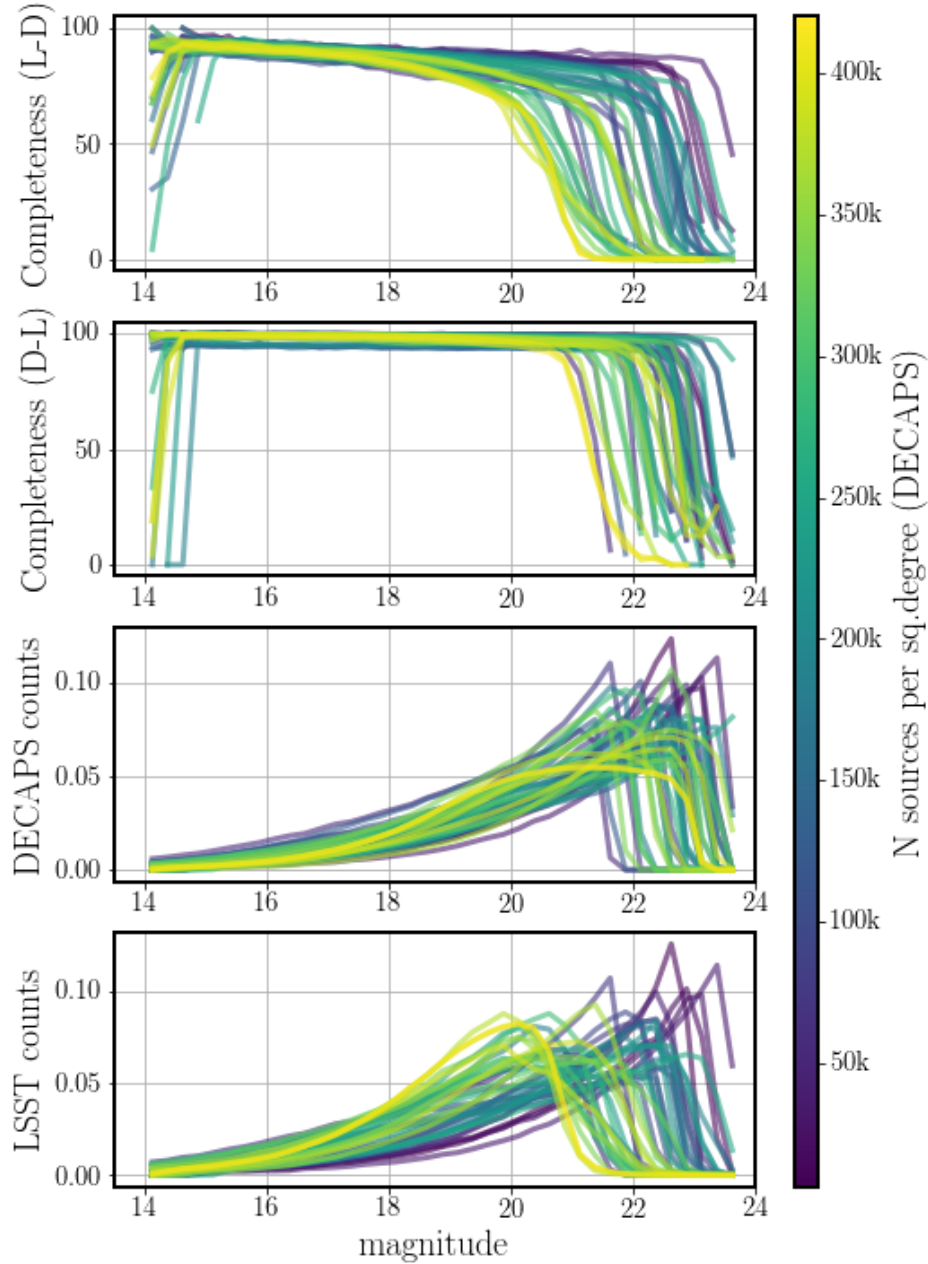 Completeness (L-D)
100
50
0
14 16 18 20 22 24
Completeness (D-L)
100
50
0
14 16 18 20 22 24
DECAPS counts
0.10
0.05
0.00
14 16 18 20 22 24
LSST counts
0.10
0.05
0.00
14 16 18 20 22 24
magnitude
400k
350k
300k
250k
200k
150k
100k
50k
N sources per sq.degree (DECAPS)